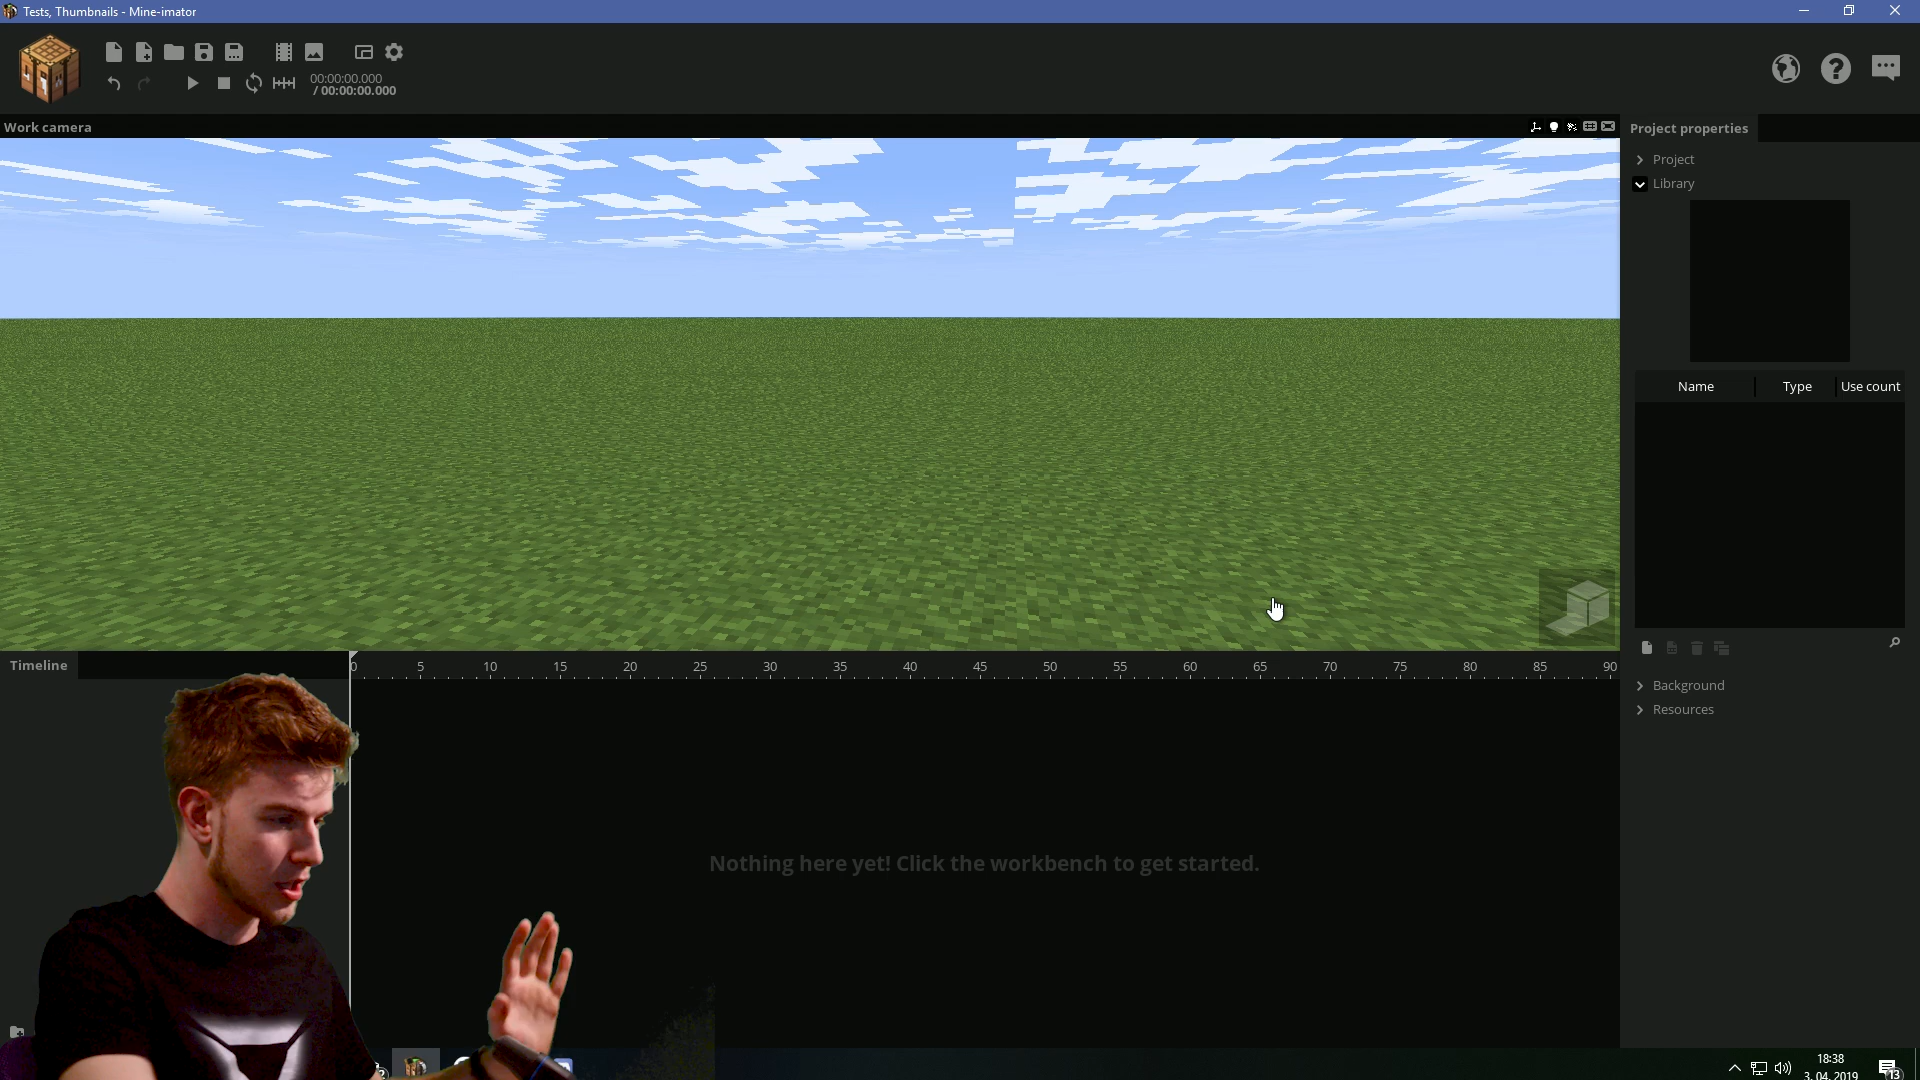 Tests, Thumbnails - Mine-imator
00:00:00.000
/ 00:00:00.000
Work camera
Project properties
Project
Library
Name Type Use count
Background
Resources
Timeline
0 5 10 15 20 25 30 35 40 45 50 55 60 65 70 75 80 85 90
Nothing here yet! Click the workbench to get started.
18:38
3. 04. 2019
13